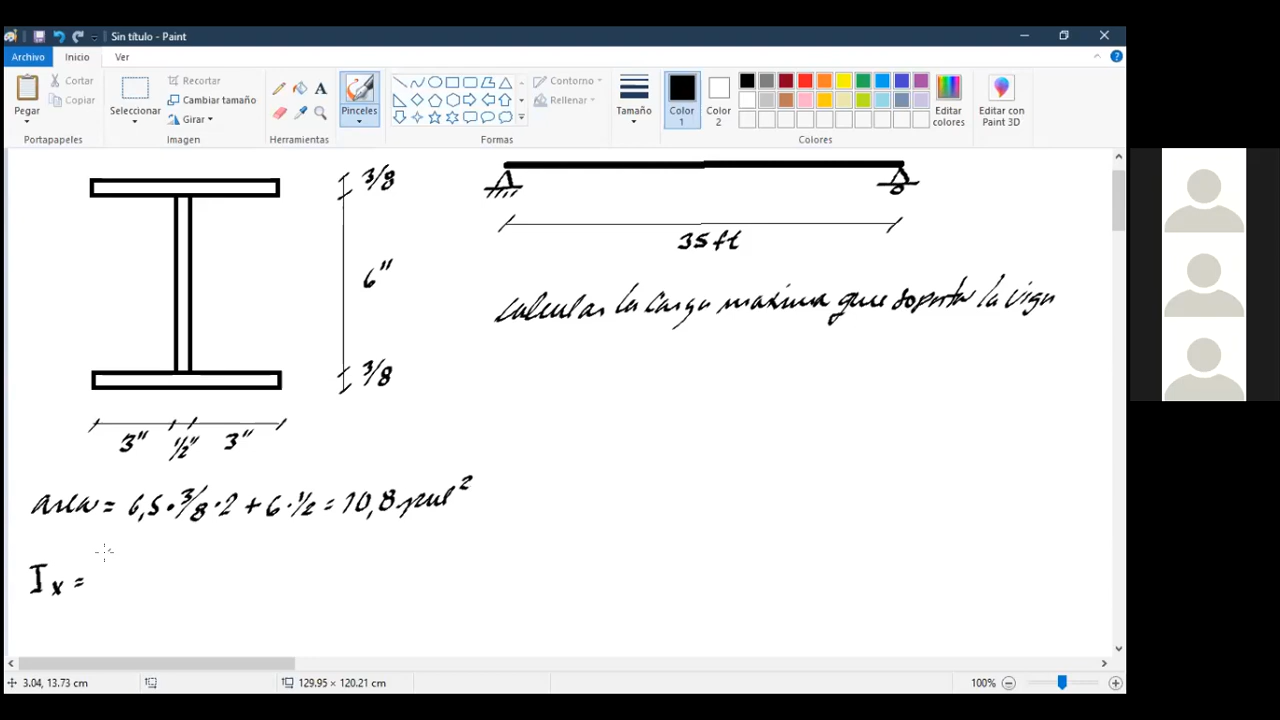 Sin título - Paint
Archivo Inicio Ver
Pegar
Cortar
Copiar
Portapapeles
Seleccionar
Recortar
Cambiar tamaño
Girar
Imagen
A
Herramientas
Pinceles
Contorno
Rellenar
Formas
Tamaño
Color 1
Color 2
Editar colores
Colores
Editar con Paint 3D
3/8
6"
3/8
3" 1/2" 3"
35 ft
calcular la carga maxima que soporta la viga
area = 6,5 · 3/8 · 2 + 6 · 1/2 = 10,8 pul²
Ix =
3.04, 13.73 cm
129.95 × 120.21 cm
100%